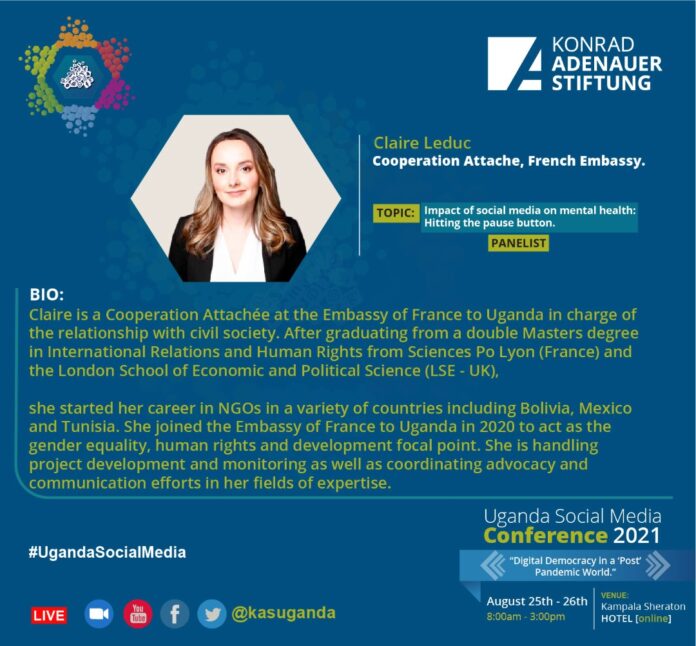 KONRAD
ADENAUER
STIFTUNG
Claire Leduc
Cooperation Attache, French Embassy.
TOPIC: Impact of social media on mental health:
Hitting the pause button.
PANELIST
BIO:
Claire is a Cooperation Attachée at the Embassy of France to Uganda in charge of
the relationship with civil society. After graduating from a double Masters degree
in International Relations and Human Rights from Sciences Po Lyon (France) and
the London School of Economic and Political Science (LSE - UK),
she started her career in NGOs in a variety of countries including Bolivia, Mexico
and Tunisia. She joined the Embassy of France to Uganda in 2020 to act as the
gender equality, human rights and development focal point. She is handling
project development and monitoring as well as coordinating advocacy and
communication efforts in her fields of expertise.
#UgandaSocialMedia
LIVE
You
Tube
@kasuganda
Uganda Social Media
Conference 2021
"Digital Democracy in a 'Post'
Pandemic World."
August 25th - 26th
8:00am - 3:00pm
VENUE:
Kampala Sheraton
HOTEL [online]